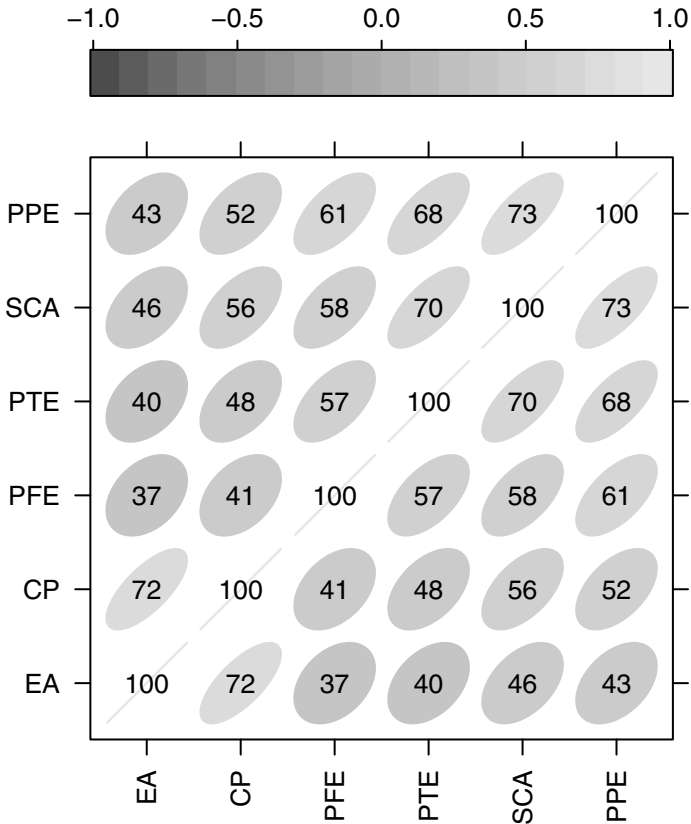 −1.0 −0.5 0.0 0.5 1.0
PPE 43 52 61 68 73 100
SCA 46 56 58 70 100 73
PTE 40 48 57 100 70 68
PFE 37 41 100 57 58 61
CP 72 100 41 48 56 52
EA 100 72 37 40 46 43
EA CP PFE PTE SCA PPE